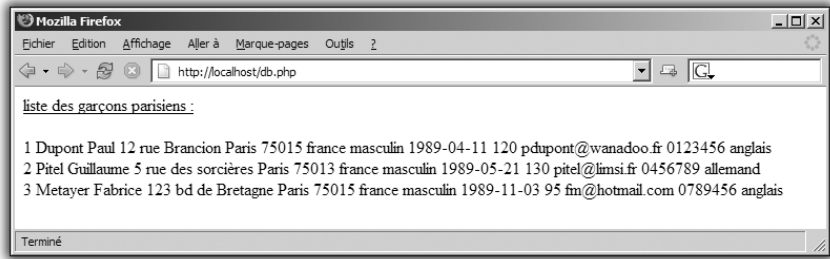 Mozilla Firefox
Fichier Edition Affichage Aller à Marque-pages Outils ?
http://localhost/db.php G
liste des garçons parisiens :
1 Dupont Paul 12 rue Brancion Paris 75015 france masculin 1989-04-11 120 pdupont@wanadoo.fr 0123456 anglais
2 Pitel Guillaume 5 rue des sorcières Paris 75013 france masculin 1989-05-21 130 pitel@limsi.fr 0456789 allemand
3 Metayer Fabrice 123 bd de Bretagne Paris 75015 france masculin 1989-11-03 95 fm@hotmail.com 0789456 anglais
Terminé